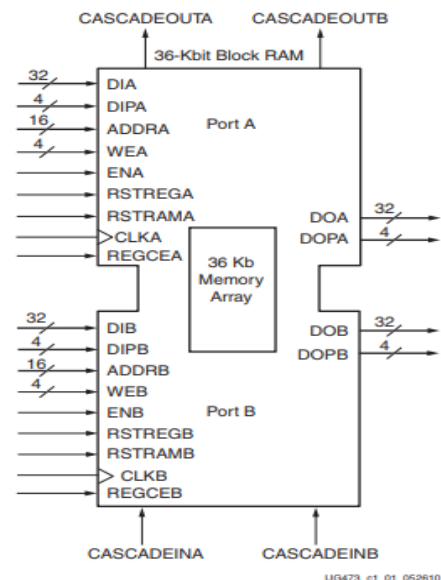 CASCADEOUTA CASCADEOUTB
36-Kbit Block RAM
32 DIA
4 DIPA
16 ADDRA Port A
4 WEA
ENA
RSTREGA
RSTRAMA DOA 32
CLKA DOPA 4
REGCEA
36 Kb
Memory
Array
32 DIB DOB 32
4 DIPB DOPB 4
16 ADDRB
4 WEB
ENB Port B
RSTREGB
RSTRAMB
CLKB
REGCEB
CASCADEINA CASCADEINB
UG473_c1_01_052610